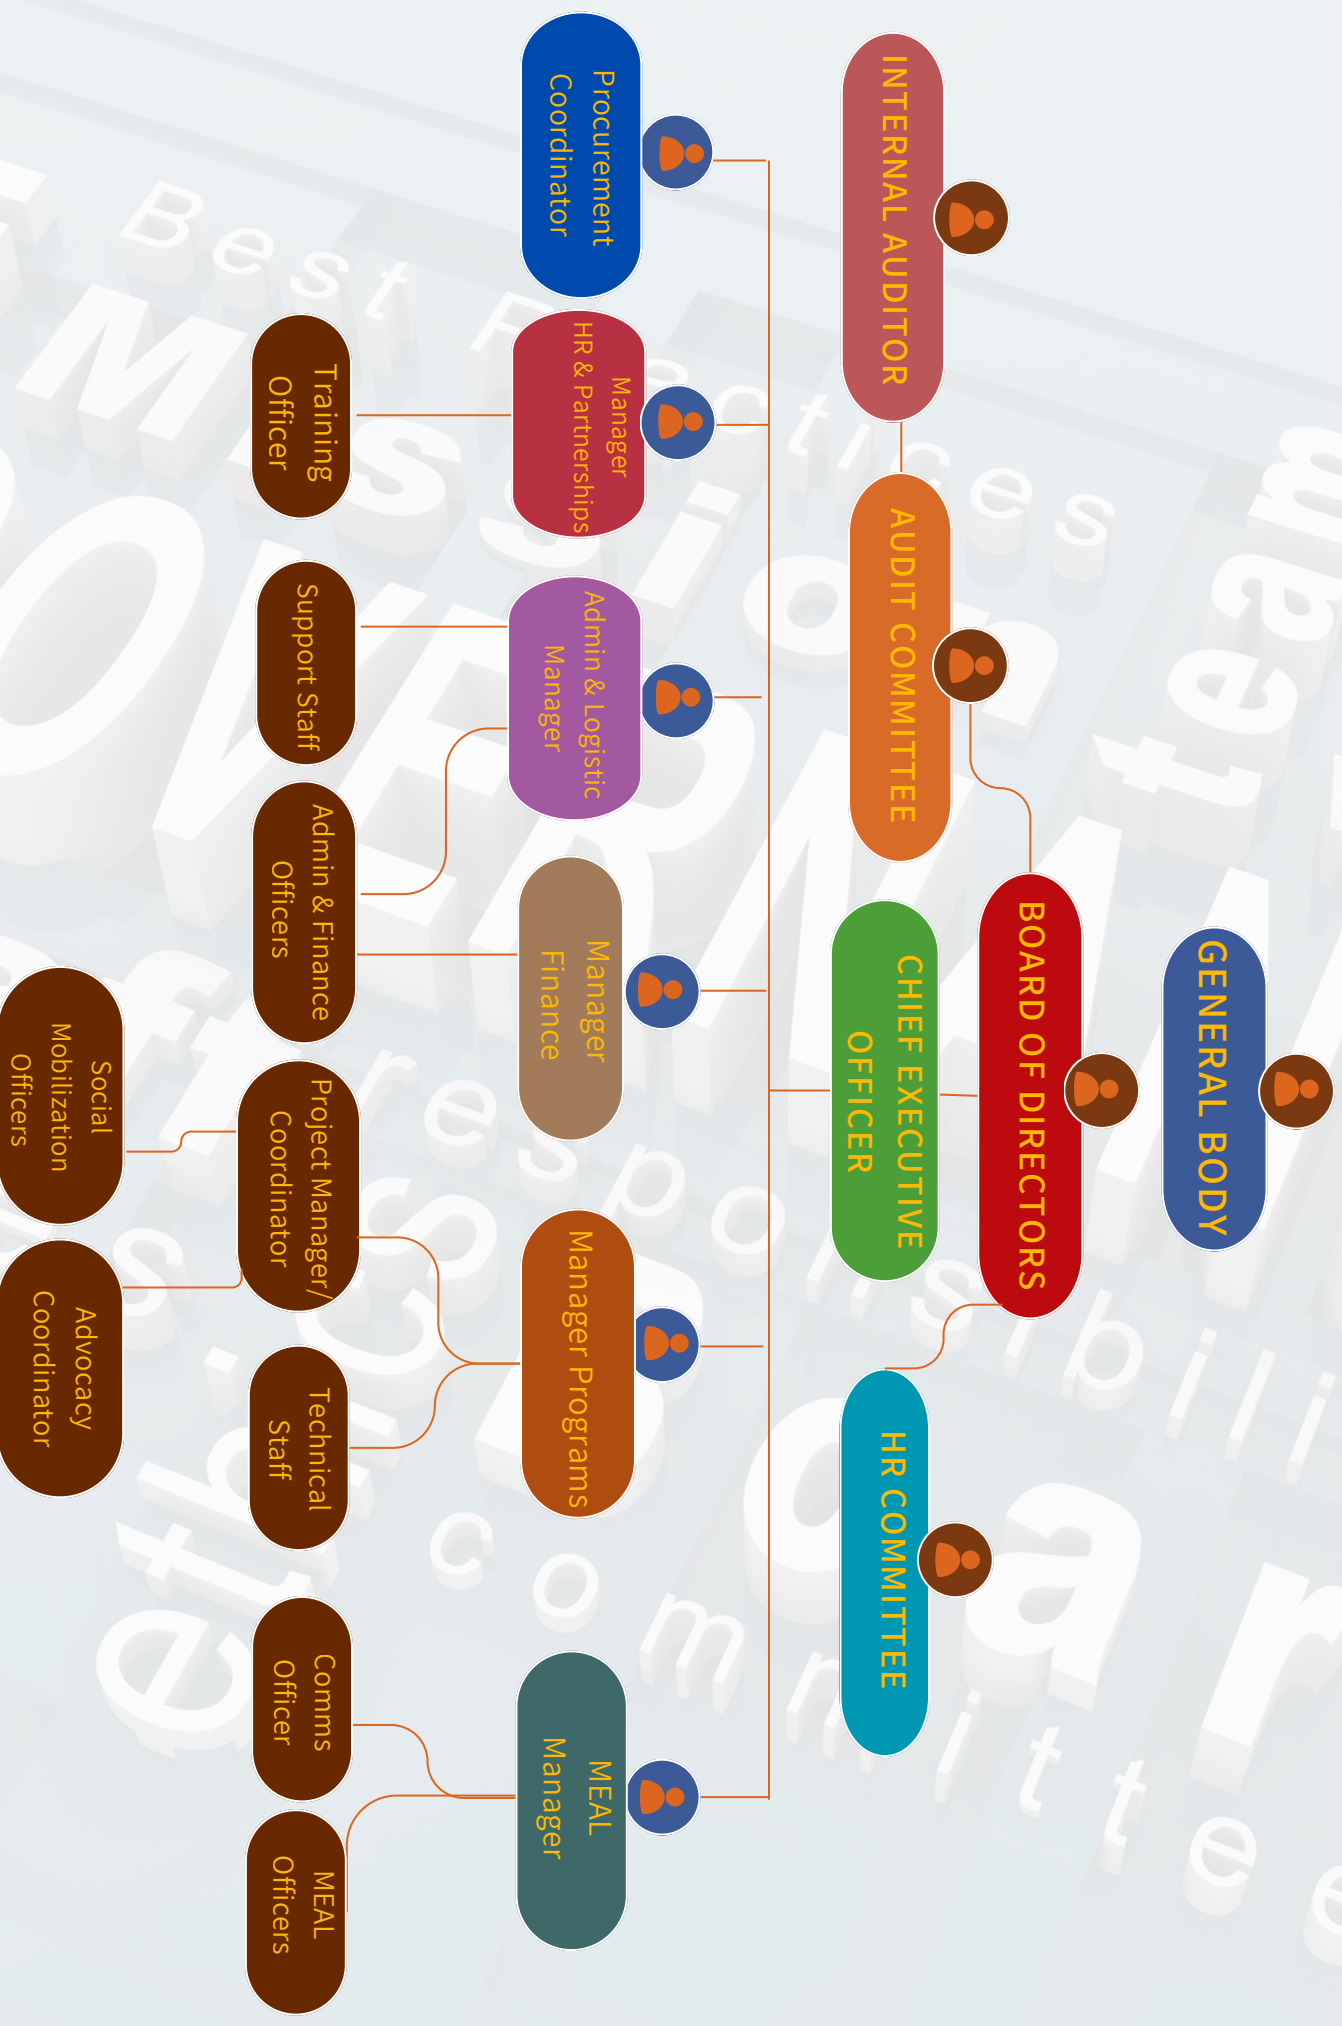 GENERAL BODY
BOARD OF DIRECTORS
INTERNAL AUDITOR
AUDIT COMMITTEE
CHIEF EXECUTIVE
OFFICER
HR COMMITTEE
Procurement
Coordinator
Manager
HR & Partnerships
Admin & Logistic
Manager
Manager
Finance
Manager Programs
MEAL
Manager
Training
Officer
Support Staff
Admin & Finance
Officers
Project Manager/
Coordinator
Technical
Staff
Comms
Officer
MEAL
Officers
Social
Mobilization
Officers
Advocacy
Coordinator
Best Practices